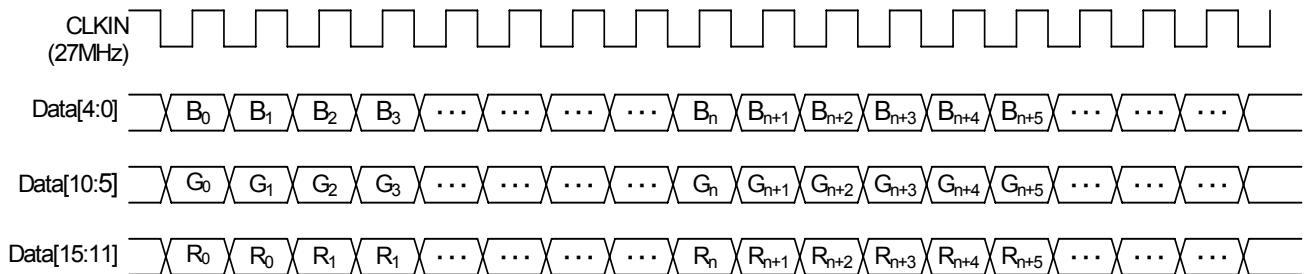 CLKIN
(27MHz)
Data[4:0] B₀ B₁ B₂ B₃ ... ... ... ... Bₙ Bₙ₊₁ Bₙ₊₂ Bₙ₊₃ Bₙ₊₄ Bₙ₊₅ ... ... ...
Data[10:5] G₀ G₁ G₂ G₃ ... ... ... ... Gₙ Gₙ₊₁ Gₙ₊₂ Gₙ₊₃ Gₙ₊₄ Gₙ₊₅ ... ... ...
Data[15:11] R₀ R₀ R₁ R₁ ... ... ... ... Rₙ Rₙ₊₁ Rₙ₊₂ Rₙ₊₃ Rₙ₊₄ Rₙ₊₅ ... ... ...